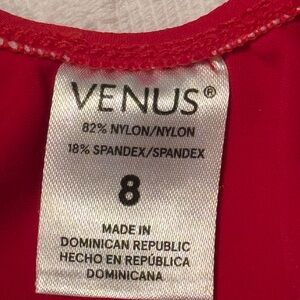 VENUS®
82% NYLON/NYLON
18% SPANDEX/SPANDEX
8
MADE IN
DOMINICAN REPUBLIC
HECHO EN REPÚBLICA
DOMINICANA